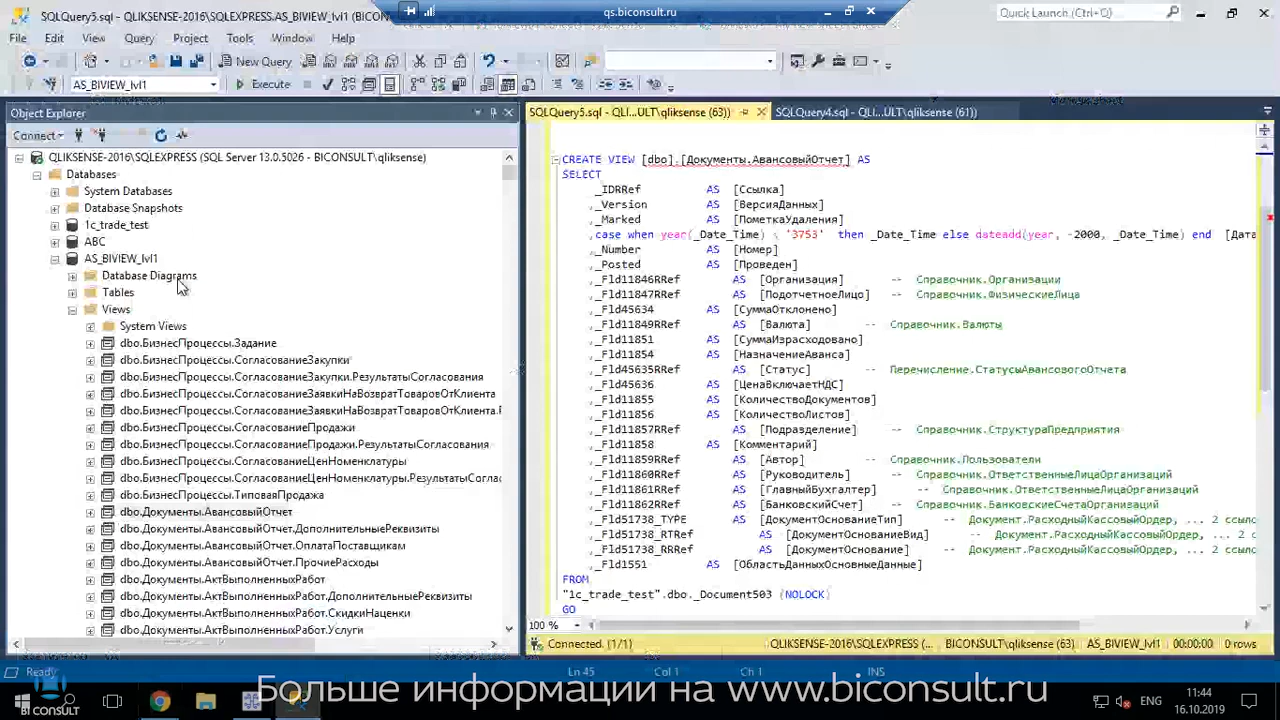 SQLQuery5.sql - QLIKSENSE-2016\SQLEXPRESS.AS_BIVIEW_lvl1 (BICON
qs.biconsult.ru
Quick Launch (Ctrl+Q)
File Edit View Query Project Tools Window Help
New Query
AS_BIVIEW_lvl1 Execute
Object Explorer
Connect
QLIKSENSE-2016\SQLEXPRESS (SQL Server 13.0.5026 - BICONSULT\qliksense)
Databases
System Databases
Database Snapshots
1c_trade_test
ABC
AS_BIVIEW_lvl1
Database Diagrams
Tables
Views
System Views
dbo.БизнесПроцессы.Задание
dbo.БизнесПроцессы.СогласованиеЗакупки
dbo.БизнесПроцессы.СогласованиеЗакупки.РезультатыСогласования
dbo.БизнесПроцессы.СогласованиеЗаявкиНаВозвратТоваровОтКлиента
dbo.БизнесПроцессы.СогласованиеЗаявкиНаВозвратТоваровОтКлиента.
dbo.БизнесПроцессы.СогласованиеПродажи
dbo.БизнесПроцессы.СогласованиеПродажи.РезультатыСогласования
dbo.БизнесПроцессы.СогласованиеЦенНоменклатуры
dbo.БизнесПроцессы.СогласованиеЦенНоменклатуры.РезультатыСоглас
dbo.БизнесПроцессы.ТиповаяПродажа
dbo.Документы.АвансовыйОтчет
dbo.Документы.АвансовыйОтчет.ДополнительныеРеквизиты
dbo.Документы.АвансовыйОтчет.ОплатаПоставщикам
dbo.Документы.АвансовыйОтчет.ПрочиеРасходы
dbo.Документы.АктВыполненныхРабот
dbo.Документы.АктВыполненныхРабот.ДополнительныеРеквизиты
dbo.Документы.АктВыполненныхРабот.СкидкиНаценки
dbo.Документы.АктВыполненныхРабот.Услуги
SQLQuery5.sql - QLI...ULT\qliksense (63)) SQLQuery4.sql - QLI...ULT\qliksense (61))
CREATE VIEW [dbo].[Документы.АвансовыйОтчет] AS
SELECT
_IDRRef AS [Ссылка]
,_Version AS [ВерсияДанных]
,_Marked AS [ПометкаУдаления]
,case when year(_Date_Time) < '3753' then _Date_Time else dateadd(year, -2000, _Date_Time) end [Дата
,_Number AS [Номер]
,_Posted AS [Проведен]
,_Fld11846RRef AS [Организация] -- Справочник.Организации
,_Fld11847RRef AS [ПодотчетноеЛицо] -- Справочник.ФизическиеЛица
,_Fld45634 AS [СуммаОтклонено]
,_Fld11849RRef AS [Валюта] -- Справочник.Валюты
,_Fld11851 AS [СуммаИзрасходовано]
,_Fld11854 AS [НазначениеАванса]
,_Fld45635RRef AS [Статус] -- Перечисление.СтатусыАвансовогоОтчета
,_Fld45636 AS [ЦенаВключаетНДС]
,_Fld11855 AS [КоличествоДокументов]
,_Fld11856 AS [КоличествоЛистов]
,_Fld11857RRef AS [Подразделение] -- Справочник.СтруктураПредприятия
,_Fld11858 AS [Комментарий]
,_Fld11859RRef AS [Автор] -- Справочник.Пользователи
,_Fld11860RRef AS [Руководитель] -- Справочник.ОтветственныеЛицаОрганизаций
,_Fld11861RRef AS [ГлавныйБухгалтер] -- Справочник.ОтветственныеЛицаОрганизаций
,_Fld11862RRef AS [БанковскийСчет] -- Справочник.БанковскиеСчетаОрганизаций
,_Fld51738_TYPE AS [ДокументОснованиеТип] -- Документ.РасходныйКассовыйОрдер, ... 2 ссыло
,_Fld51738_RTRef AS [ДокументОснованиеВид] -- Документ.РасходныйКассовыйОрдер, ... 2
,_Fld51738_RRRef AS [ДокументОснование] -- Документ.РасходныйКассовыйОрдер, ... 2 ссы
,_Fld1551 AS [ОбластьДанныхОсновныеДанные]
FROM
"1c_trade_test".dbo._Document503 (NOLOCK)
GO
100 %
Connected. (1/1) QLIKSENSE-2016\SQLEXPRESS (... BICONSULT\qliksense (63) AS_BIVIEW_lvl1 00:00:00 0 rows
Ready Ln 45 Col 1 Ch 1 INS
Больше информации на www.biconsult.ru
BI CONSULT
ENG
11:44
16.10.2019